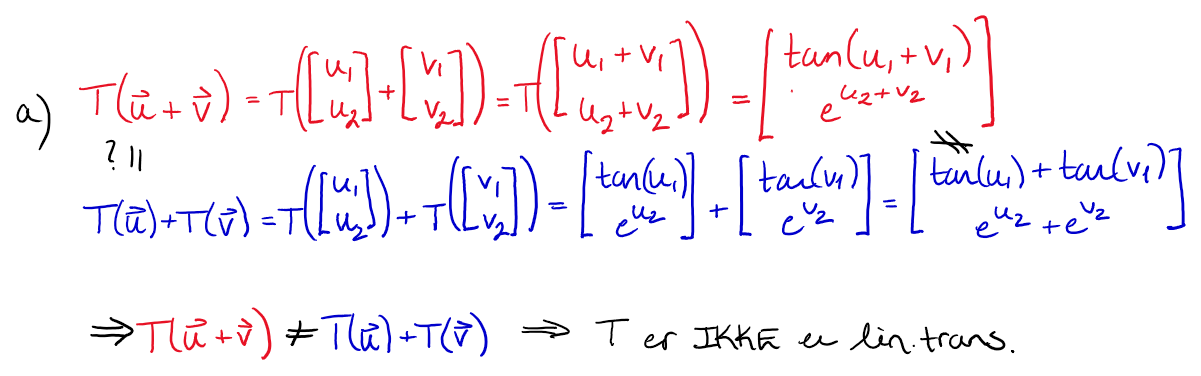 a) T(u⃗ + v⃗) = T([u₁ u₂] + [v₁ v₂]) = T([u₁ + v₁ u₂ + v₂]) = [tan(u₁ + v₁) e^(u₂+v₂)]
? || ≠
T(u⃗) + T(v⃗) = T([u₁ u₂]) + T([v₁ v₂]) = [tan(u₁) e^(u₂)] + [tan(v₁) e^(v₂)] = [tan(u₁) + tan(v₁) e^(u₂) + e^(v₂)]
⇒ T(u⃗ + v⃗) ≠ T(u⃗) + T(v⃗) ⇒ T er IKKE en lin. trans.